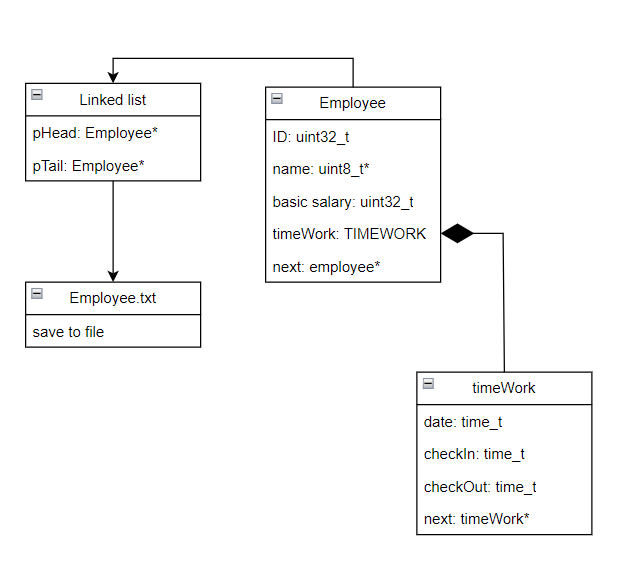 Linked list
pHead: Employee*
pTail: Employee*
Employee
ID: uint32_t
name: uint8_t*
basic salary: uint32_t
timeWork: TIMEWORK
next: employee*
Employee.txt
save to file
timeWork
date: time_t
checkIn: time_t
checkOut: time_t
next: timeWork*